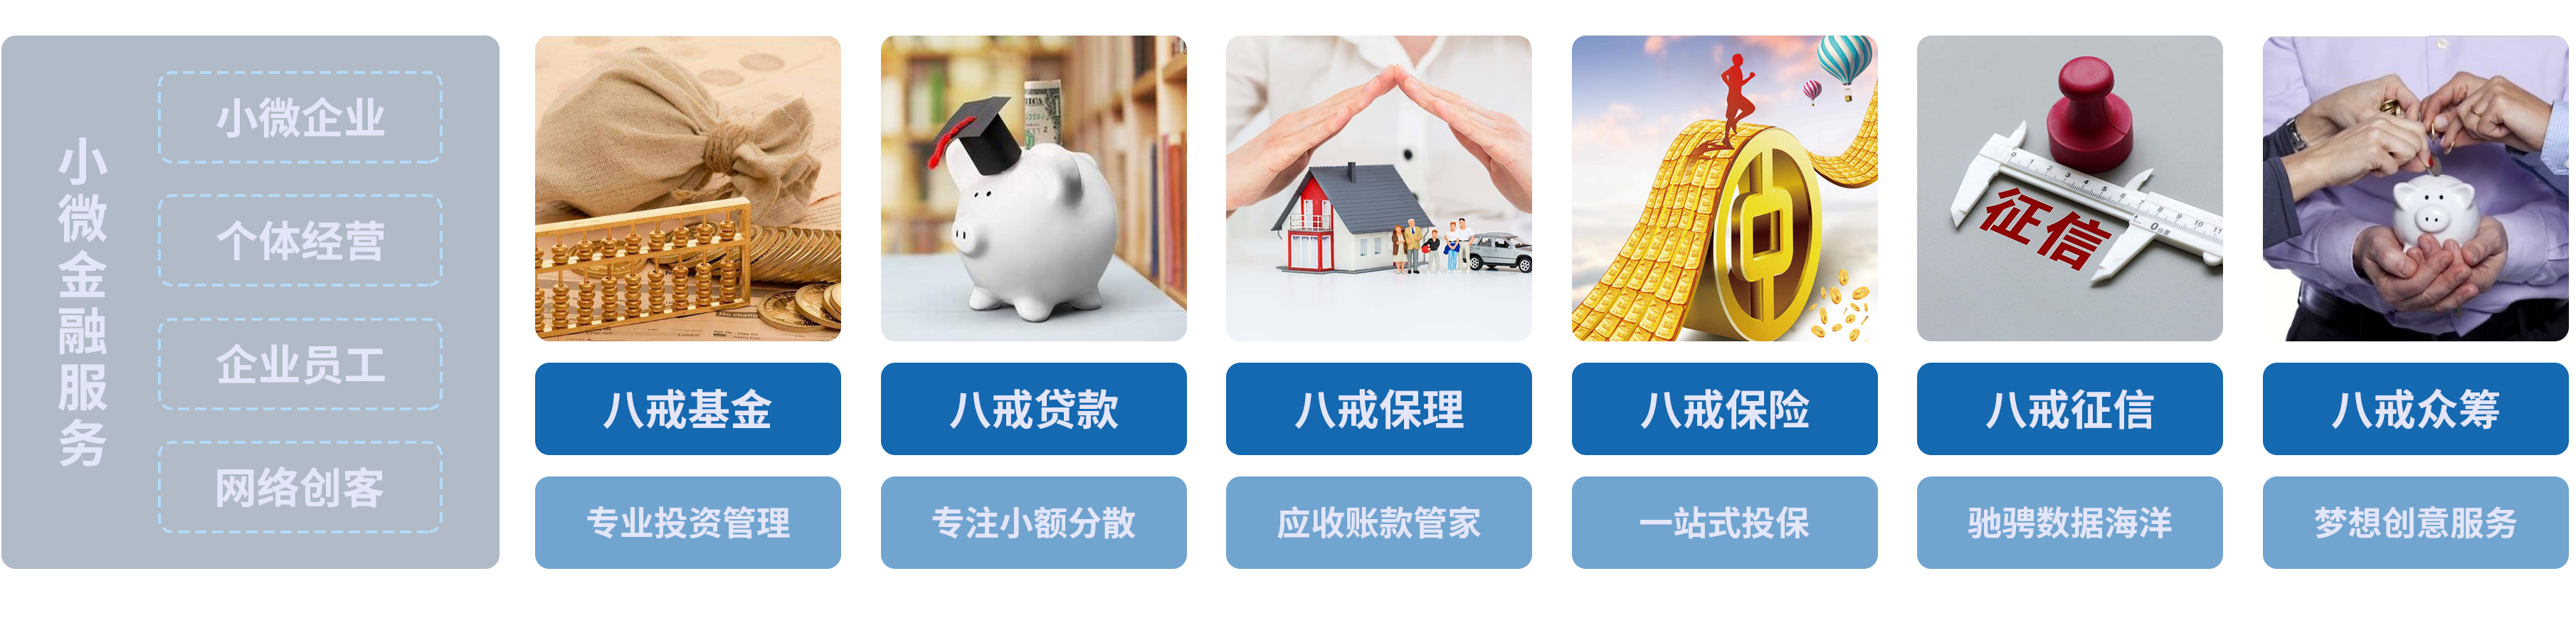 小微金融服务
小微企业
个体经营
企业员工
网络创客
征信
八戒基金
八戒贷款
八戒保理
八戒保险
八戒征信
八戒众筹
专业投资管理
专注小额分散
应收账款管家
一站式投保
驰骋数据海洋
梦想创意服务